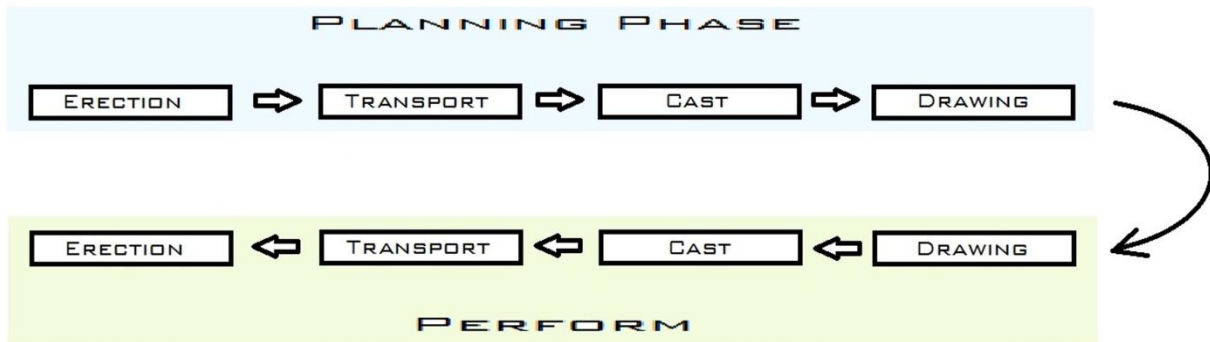 PLANNING PHASE
ERECTION TRANSPORT CAST DRAWING
ERECTION TRANSPORT CAST DRAWING
PERFORM